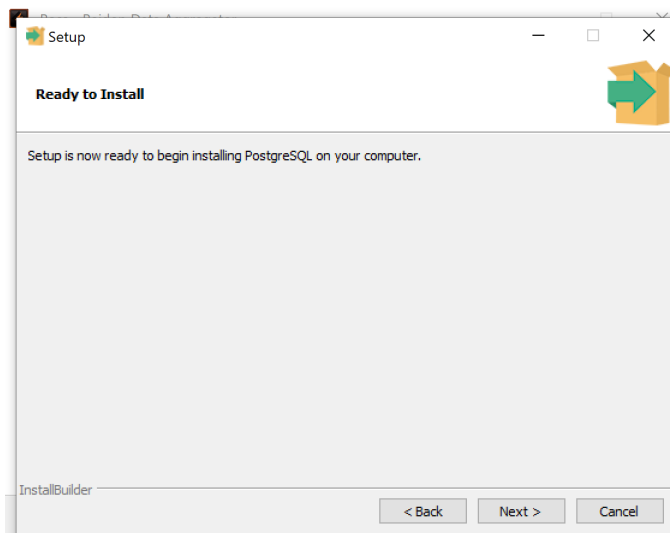 Setup
Ready to Install
Setup is now ready to begin installing PostgreSQL on your computer.
InstallBuilder
< Back
Next >
Cancel